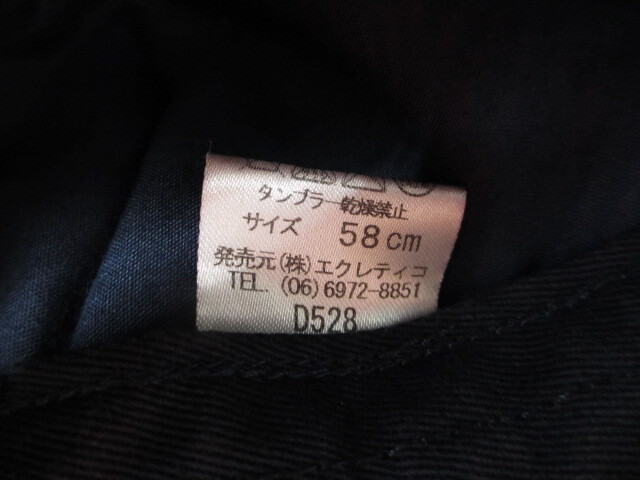 タンブラー乾燥禁止
サイズ 58cm
発売元(株)エクレティコ
TEL. (06)6972-8851
D528